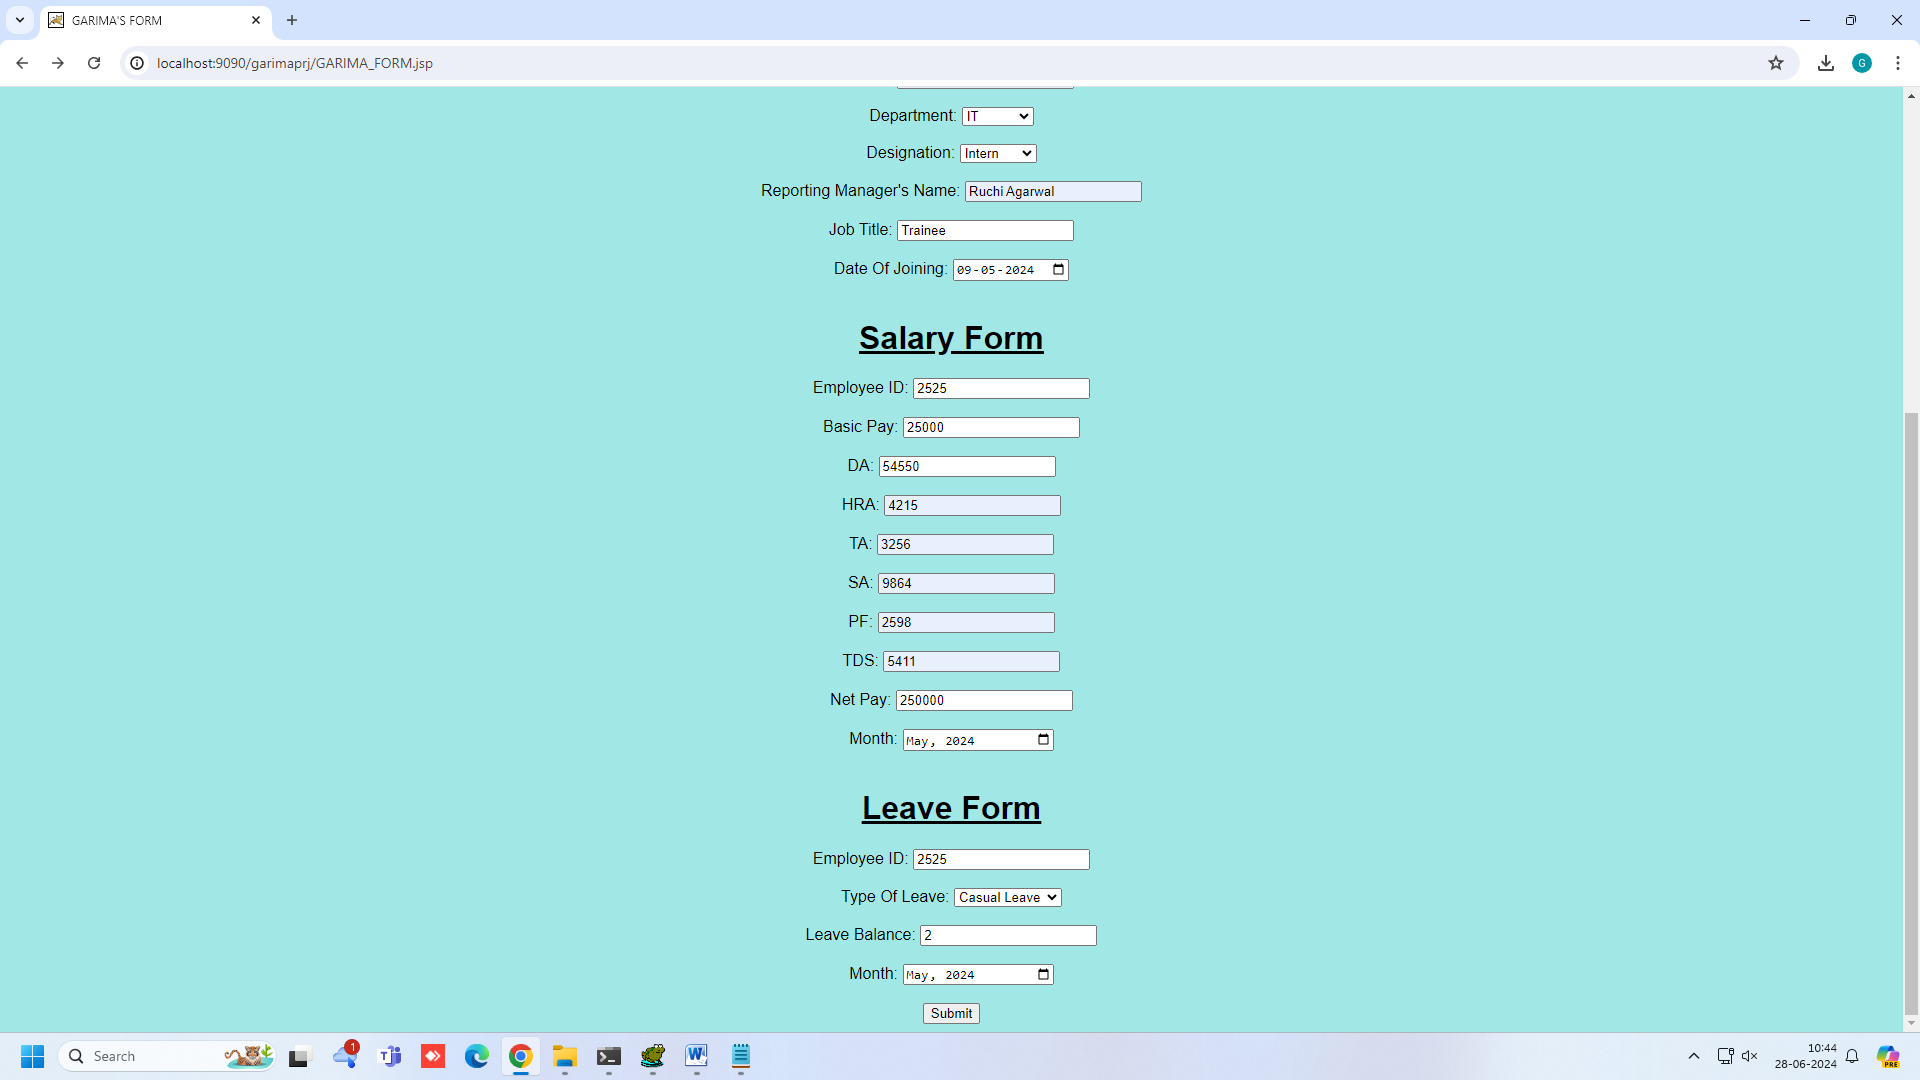 GARIMA'S FORM
localhost:9090/garimaprj/GARIMA_FORM.jsp
G
Department: IT
Designation: Intern
Reporting Manager's Name: Ruchi Agarwal
Job Title: Trainee
Date Of Joining: 09-05-2024
Salary Form
Employee ID: 2525
Basic Pay: 25000
DA: 54550
HRA: 4215
TA: 3256
SA: 9864
PF: 2598
TDS: 5411
Net Pay: 250000
Month: May, 2024
Leave Form
Employee ID: 2525
Type Of Leave: Casual Leave
Leave Balance: 2
Month: May, 2024
Submit
Search
1
T
W
10:44
28-06-2024
PRE